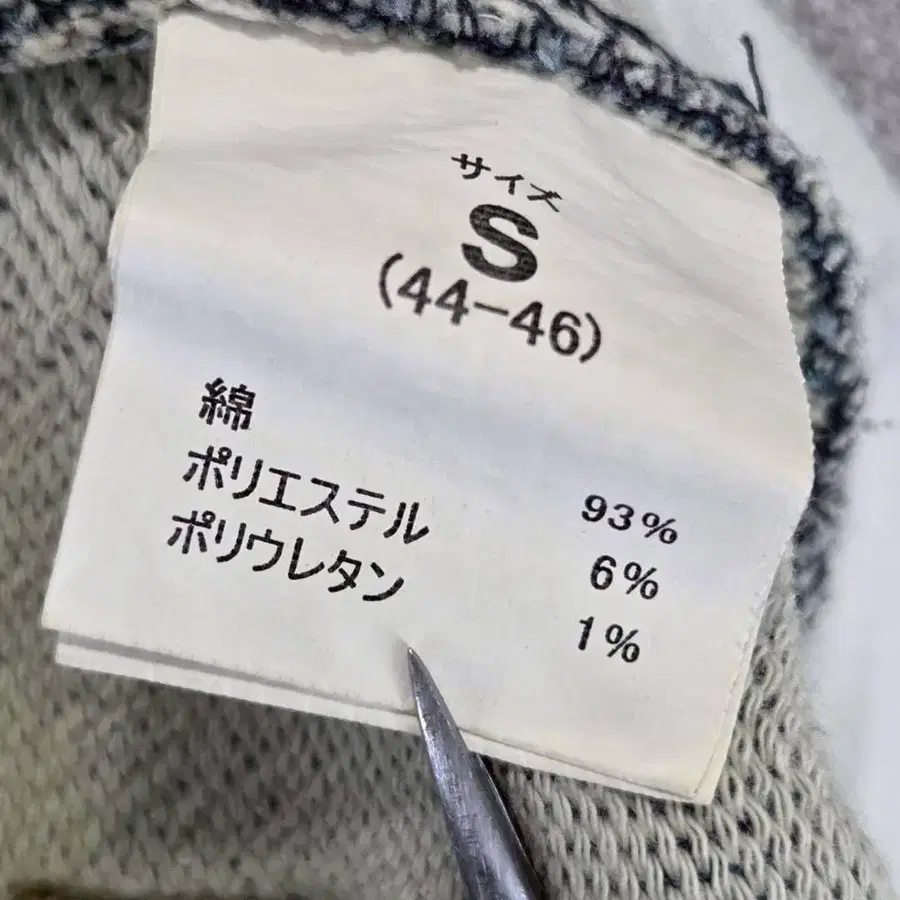 サイズ
S
(44-46)
綿 93%
ポリエステル 6%
ポリウレタン 1%